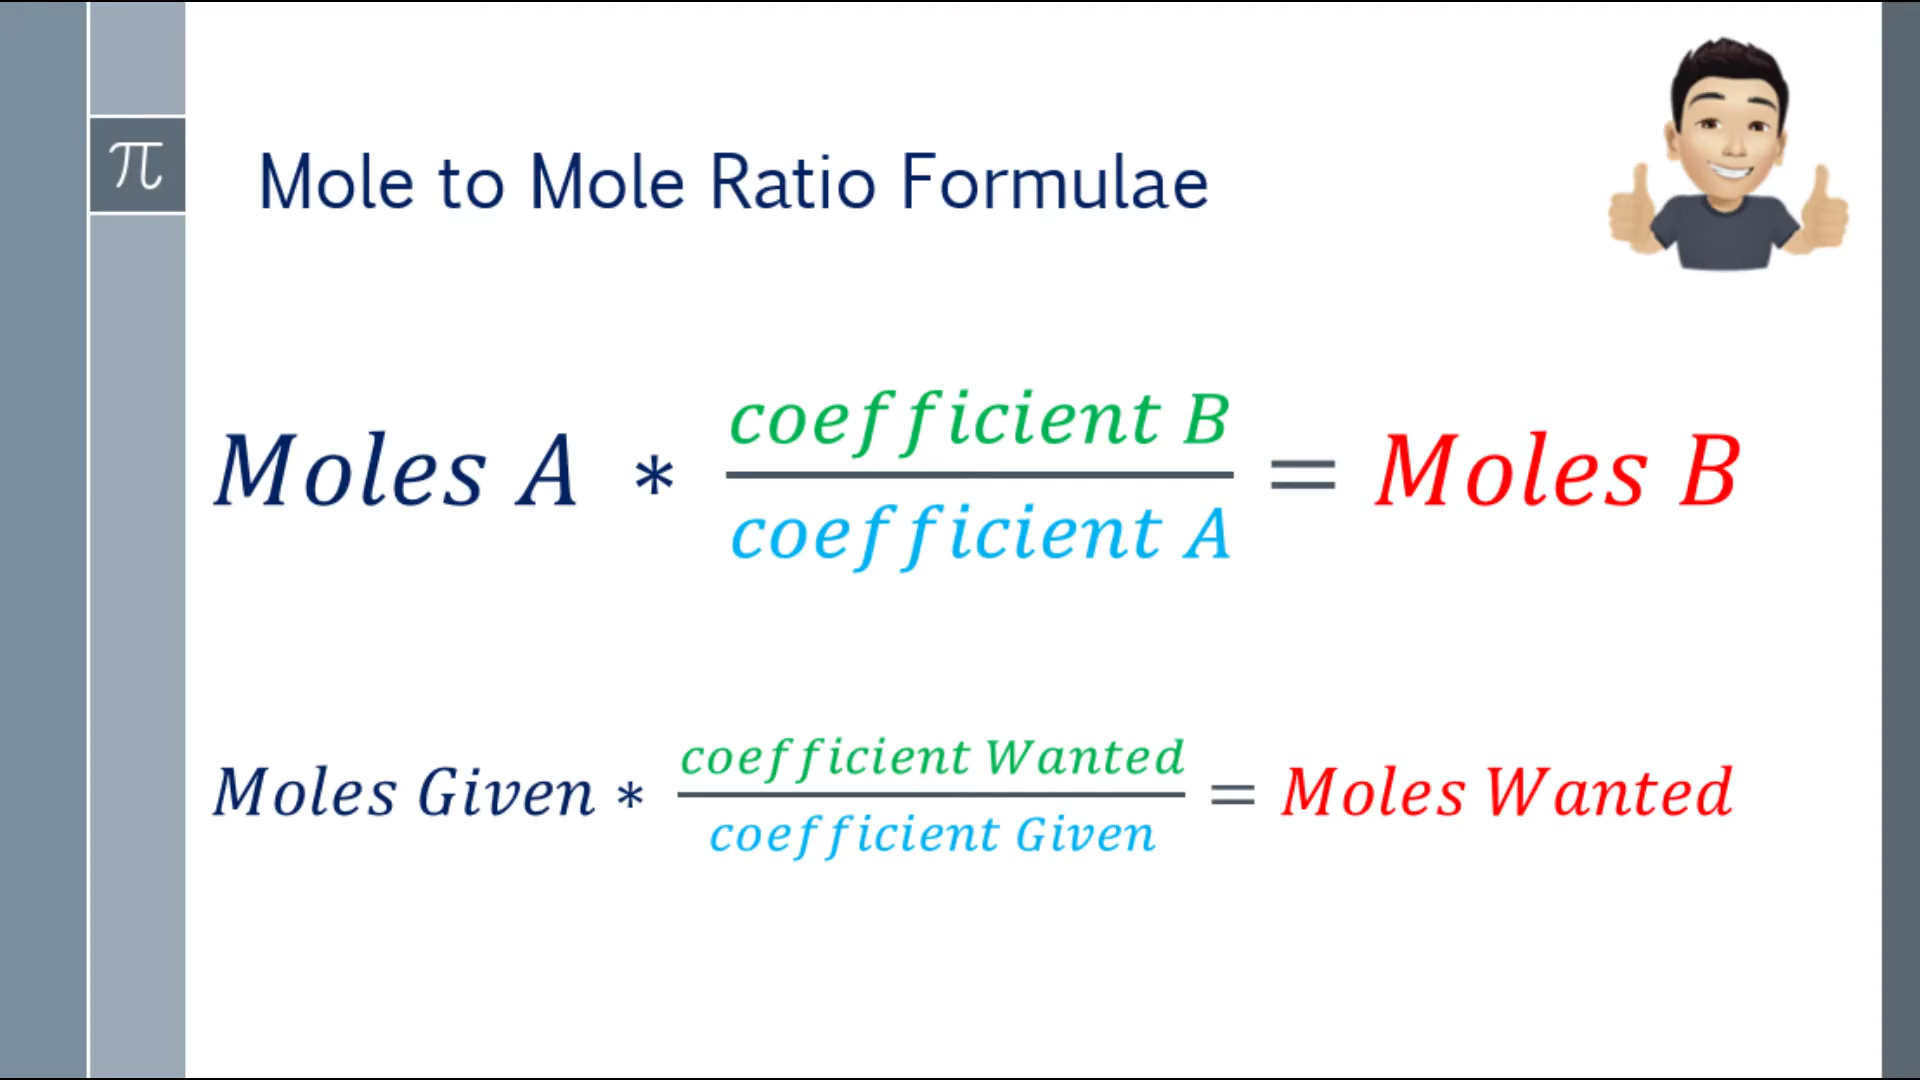 π
Mole to Mole Ratio Formulae
Moles A * coefficient B / coefficient A = Moles B
Moles Given * coefficient Wanted / coefficient Given = Moles Wanted